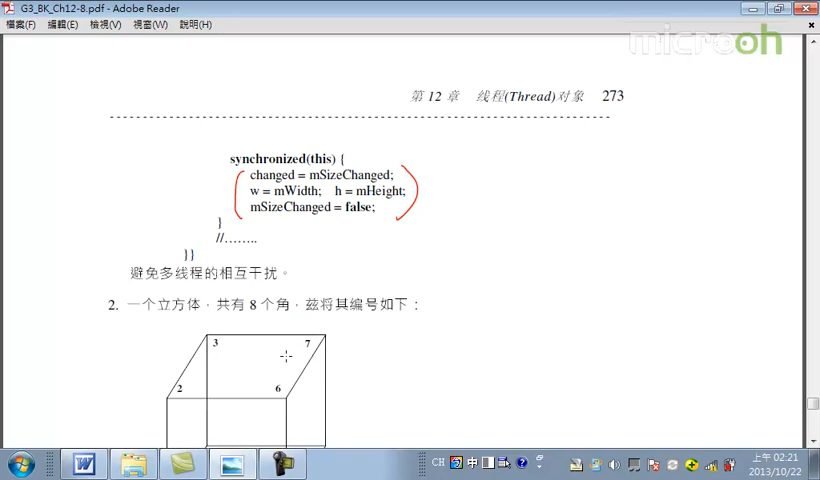 G3_BK_Ch12-8.pdf - Adobe Reader
檔案(F) 編輯(E) 檢視(V) 視窗(W) 說明(H)
microoh
第 12 章 线程(Thread)对象 273
synchronized(this) {
changed = mSizeChanged;
w = mWidth; h = mHeight;
mSizeChanged = false;
}
//……..
}}
避免多线程的相互干扰。
2. 一个立方体，共有 8 个角，兹将其编号如下：
3 7
2 6
CH 中
上午 02:21
2013/10/22